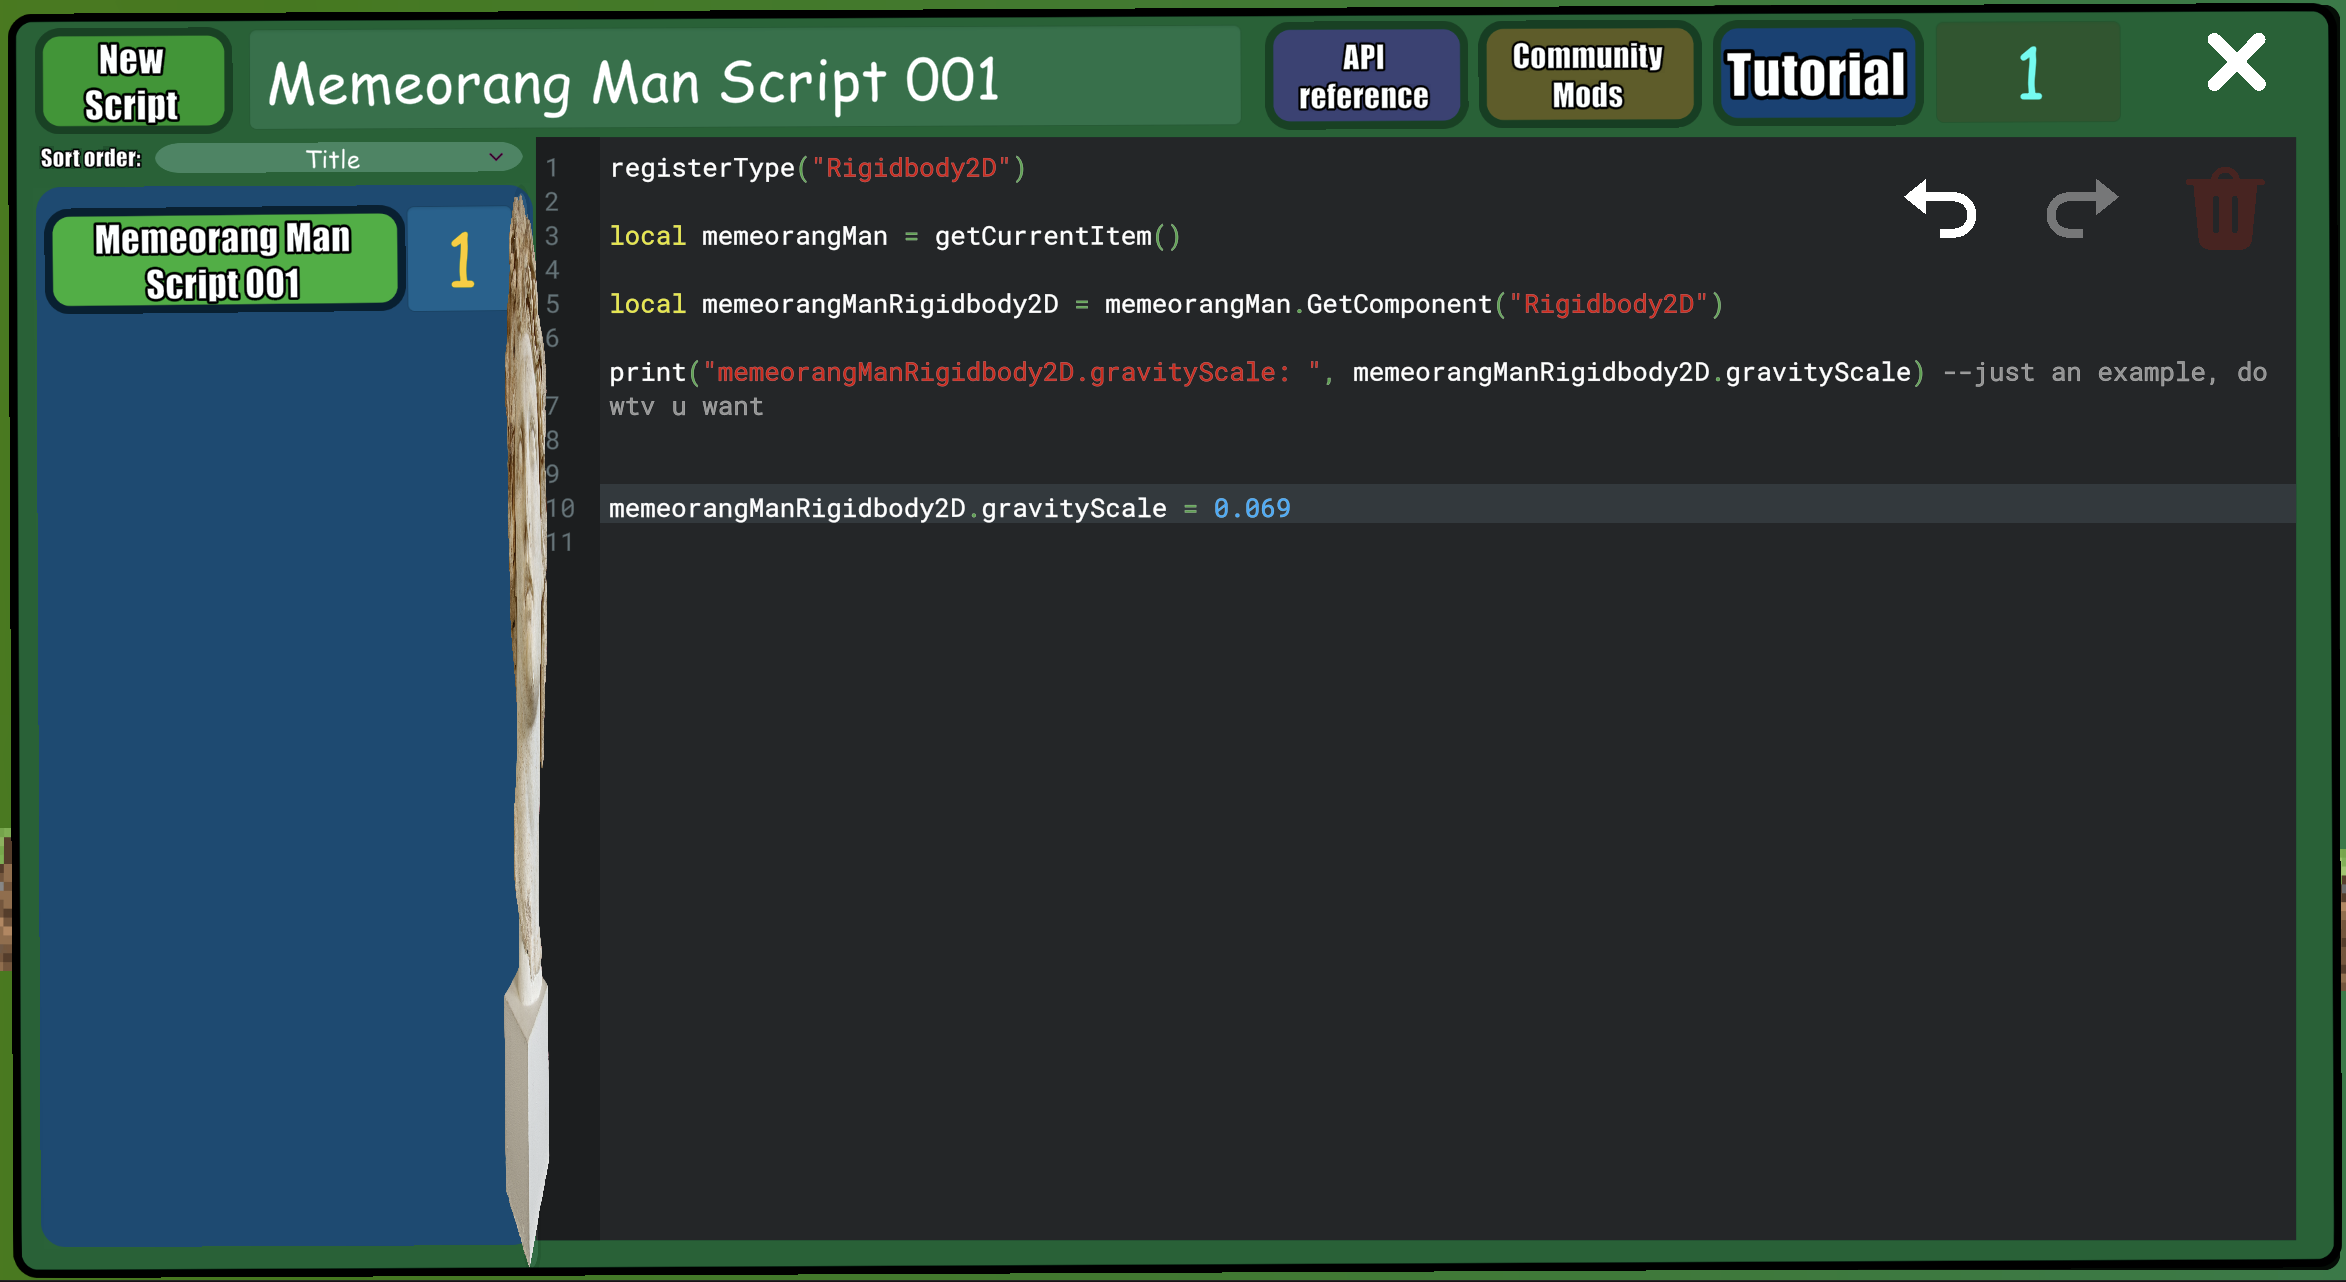 New
Script
Memeorang Man Script 001
API
reference
Community
Mods
Tutorial
1
Sort order:
Title
Memeorang Man
Script 001
1
1 registerType("Rigidbody2D")
2
3 local memeorangMan = getCurrentItem()
4
5 local memeorangManRigidbody2D = memeorangMan.GetComponent("Rigidbody2D")
6
print("memeorangManRigidbody2D.gravityScale: ", memeorangManRigidbody2D.gravityScale) --just an example, do
7 wtv u want
8
9
10 memeorangManRigidbody2D.gravityScale = 0.069
11